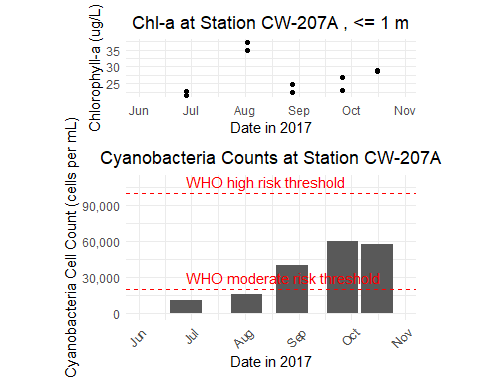 Chl-a at Station CW-207A , <= 1 m
Chlorophyll-a (ug/L)
35
30
25
Jun Jul Aug Sep Oct Nov
Date in 2017
Cyanobacteria Counts at Station CW-207A
Cyanobacteria Cell Count (cells per mL)
WHO high risk threshold
90,000
60,000
30,000
WHO moderate risk threshold
0
Jun Jul Aug Sep Oct Nov
Date in 2017